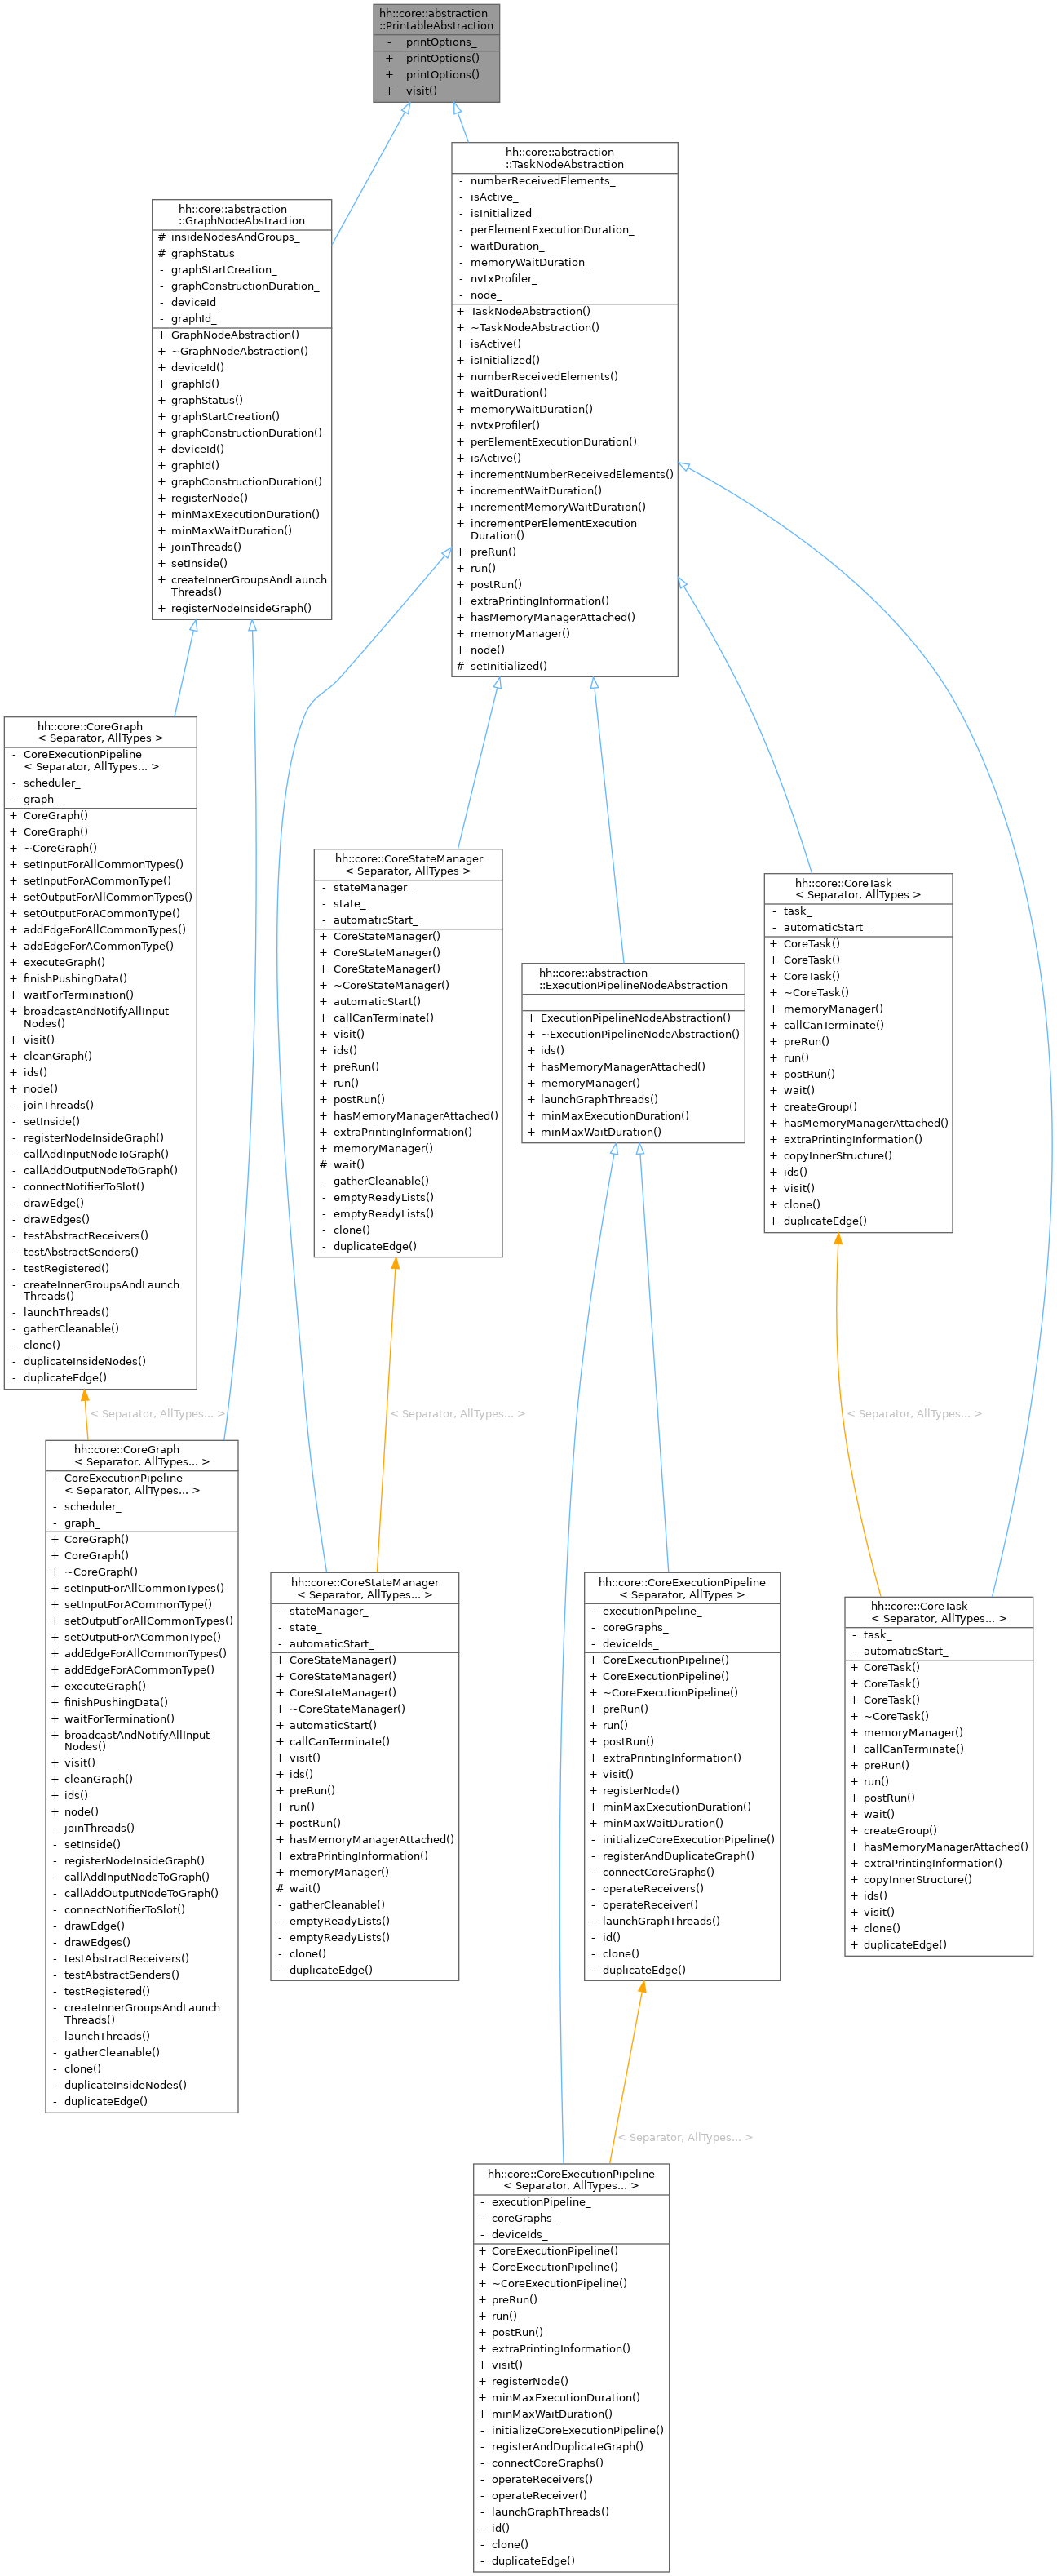 hh::core::abstraction
::PrintableAbstraction
- printOptions_
+ printOptions()
+ printOptions()
+ visit()
hh::core::abstraction
::TaskNodeAbstraction
- numberReceivedElements_
- isActive_
- isInitialized_
- perElementExecutionDuration_
- waitDuration_
- memoryWaitDuration_
- nvtxProfiler_
- node_
+ TaskNodeAbstraction()
+ ~TaskNodeAbstraction()
+ isActive()
+ isInitialized()
+ numberReceivedElements()
+ waitDuration()
+ memoryWaitDuration()
+ nvtxProfiler()
+ perElementExecutionDuration()
+ isActive()
+ incrementNumberReceivedElements()
+ incrementWaitDuration()
+ incrementMemoryWaitDuration()
+ incrementPerElementExecution
Duration()
+ preRun()
+ run()
+ postRun()
+ extraPrintingInformation()
+ hasMemoryManagerAttached()
+ memoryManager()
+ node()
# setInitialized()
hh::core::abstraction
::GraphNodeAbstraction
# insideNodesAndGroups_
# graphStatus_
- graphStartCreation_
- graphConstructionDuration_
- deviceId_
- graphId_
+ GraphNodeAbstraction()
+ ~GraphNodeAbstraction()
+ deviceId()
+ graphId()
+ graphStatus()
+ graphStartCreation()
+ graphConstructionDuration()
+ deviceId()
+ graphId()
+ graphConstructionDuration()
+ registerNode()
+ minMaxExecutionDuration()
+ minMaxWaitDuration()
+ joinThreads()
+ setInside()
+ createInnerGroupsAndLaunch
Threads()
+ registerNodeInsideGraph()
hh::core::CoreGraph
< Separator, AllTypes >
- CoreExecutionPipeline
< Separator, AllTypes... >
- scheduler_
- graph_
+ CoreGraph()
+ CoreGraph()
+ ~CoreGraph()
+ setInputForAllCommonTypes()
+ setInputForACommonType()
+ setOutputForAllCommonTypes()
+ setOutputForACommonType()
+ addEdgeForAllCommonTypes()
+ addEdgeForACommonType()
+ executeGraph()
+ finishPushingData()
+ waitForTermination()
+ broadcastAndNotifyAllInput
Nodes()
+ visit()
+ cleanGraph()
+ ids()
+ node()
- joinThreads()
- setInside()
- registerNodeInsideGraph()
- callAddInputNodeToGraph()
- callAddOutputNodeToGraph()
- connectNotifierToSlot()
- drawEdge()
- drawEdges()
- testAbstractReceivers()
- testAbstractSenders()
- testRegistered()
- createInnerGroupsAndLaunch
Threads()
- launchThreads()
- gatherCleanable()
- clone()
- duplicateInsideNodes()
- duplicateEdge()
hh::core::CoreStateManager
< Separator, AllTypes >
- stateManager_
- state_
- automaticStart_
+ CoreStateManager()
+ CoreStateManager()
+ CoreStateManager()
+ ~CoreStateManager()
+ automaticStart()
+ callCanTerminate()
+ visit()
+ ids()
+ preRun()
+ run()
+ postRun()
+ hasMemoryManagerAttached()
+ extraPrintingInformation()
+ memoryManager()
# wait()
- gatherCleanable()
- emptyReadyLists()
- emptyReadyLists()
- clone()
- duplicateEdge()
hh::core::abstraction
::ExecutionPipelineNodeAbstraction
+ ExecutionPipelineNodeAbstraction()
+ ~ExecutionPipelineNodeAbstraction()
+ ids()
+ hasMemoryManagerAttached()
+ memoryManager()
+ launchGraphThreads()
+ minMaxExecutionDuration()
+ minMaxWaitDuration()
hh::core::CoreTask
< Separator, AllTypes >
- task_
- automaticStart_
+ CoreTask()
+ CoreTask()
+ CoreTask()
+ ~CoreTask()
+ memoryManager()
+ callCanTerminate()
+ preRun()
+ run()
+ postRun()
+ wait()
+ createGroup()
+ hasMemoryManagerAttached()
+ extraPrintingInformation()
+ copyInnerStructure()
+ ids()
+ visit()
+ clone()
+ duplicateEdge()
< Separator, AllTypes... >
< Separator, AllTypes... >
< Separator, AllTypes... >
hh::core::CoreGraph
< Separator, AllTypes... >
- CoreExecutionPipeline
< Separator, AllTypes... >
- scheduler_
- graph_
+ CoreGraph()
+ CoreGraph()
+ ~CoreGraph()
+ setInputForAllCommonTypes()
+ setInputForACommonType()
+ setOutputForAllCommonTypes()
+ setOutputForACommonType()
+ addEdgeForAllCommonTypes()
+ addEdgeForACommonType()
+ executeGraph()
+ finishPushingData()
+ waitForTermination()
+ broadcastAndNotifyAllInput
Nodes()
+ visit()
+ cleanGraph()
+ ids()
+ node()
- joinThreads()
- setInside()
- registerNodeInsideGraph()
- callAddInputNodeToGraph()
- callAddOutputNodeToGraph()
- connectNotifierToSlot()
- drawEdge()
- drawEdges()
- testAbstractReceivers()
- testAbstractSenders()
- testRegistered()
- createInnerGroupsAndLaunch
Threads()
- launchThreads()
- gatherCleanable()
- clone()
- duplicateInsideNodes()
- duplicateEdge()
hh::core::CoreStateManager
< Separator, AllTypes... >
- stateManager_
- state_
- automaticStart_
+ CoreStateManager()
+ CoreStateManager()
+ CoreStateManager()
+ ~CoreStateManager()
+ automaticStart()
+ callCanTerminate()
+ visit()
+ ids()
+ preRun()
+ run()
+ postRun()
+ hasMemoryManagerAttached()
+ extraPrintingInformation()
+ memoryManager()
# wait()
- gatherCleanable()
- emptyReadyLists()
- emptyReadyLists()
- clone()
- duplicateEdge()
hh::core::CoreExecutionPipeline
< Separator, AllTypes >
- executionPipeline_
- coreGraphs_
- deviceIds_
+ CoreExecutionPipeline()
+ CoreExecutionPipeline()
+ ~CoreExecutionPipeline()
+ preRun()
+ run()
+ postRun()
+ extraPrintingInformation()
+ visit()
+ registerNode()
+ minMaxExecutionDuration()
+ minMaxWaitDuration()
- initializeCoreExecutionPipeline()
- registerAndDuplicateGraph()
- connectCoreGraphs()
- operateReceivers()
- operateReceiver()
- launchGraphThreads()
- id()
- clone()
- duplicateEdge()
hh::core::CoreTask
< Separator, AllTypes... >
- task_
- automaticStart_
+ CoreTask()
+ CoreTask()
+ CoreTask()
+ ~CoreTask()
+ memoryManager()
+ callCanTerminate()
+ preRun()
+ run()
+ postRun()
+ wait()
+ createGroup()
+ hasMemoryManagerAttached()
+ extraPrintingInformation()
+ copyInnerStructure()
+ ids()
+ visit()
+ clone()
+ duplicateEdge()
< Separator, AllTypes... >
hh::core::CoreExecutionPipeline
< Separator, AllTypes... >
- executionPipeline_
- coreGraphs_
- deviceIds_
+ CoreExecutionPipeline()
+ CoreExecutionPipeline()
+ ~CoreExecutionPipeline()
+ preRun()
+ run()
+ postRun()
+ extraPrintingInformation()
+ visit()
+ registerNode()
+ minMaxExecutionDuration()
+ minMaxWaitDuration()
- initializeCoreExecutionPipeline()
- registerAndDuplicateGraph()
- connectCoreGraphs()
- operateReceivers()
- operateReceiver()
- launchGraphThreads()
- id()
- clone()
- duplicateEdge()